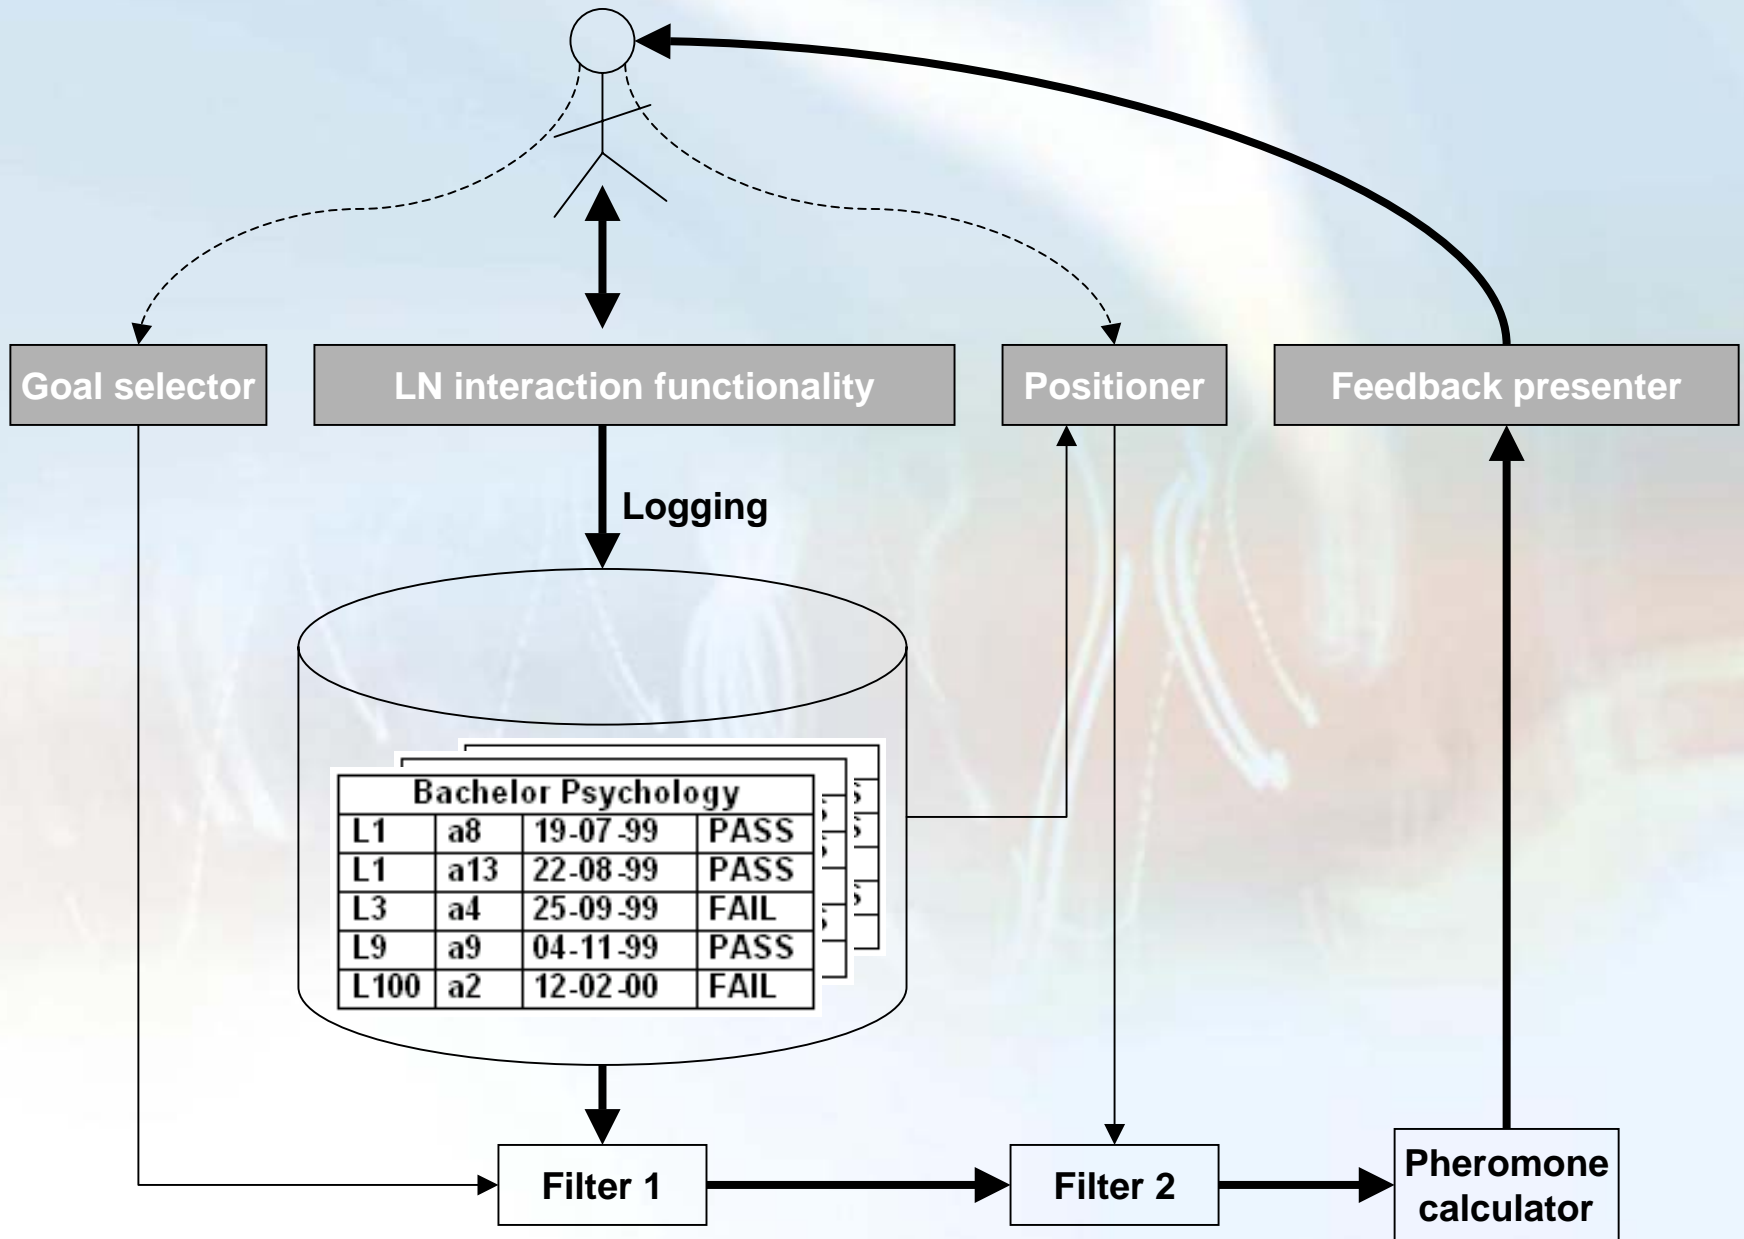 Goal selector
LN interaction functionality
Positioner
Feedback presenter
Logging
Bachelor Psychology
L1 a8 19-07-99 PASS
L1 a13 22-08-99 PASS
L3 a4 25-09-99 FAIL
L9 a9 04-11-99 PASS
L100 a2 12-02-00 FAIL
Filter 1
Filter 2
Pheromone
calculator